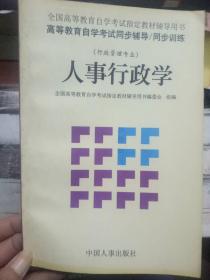 全国高等教育自学考试指定教材辅导用书
高等教育自学考试同步辅导/同步训练
(行政管理专业)
人事行政学
全国高等教育自学考试指定教材辅导用书编委会 组编
中国人事出版社